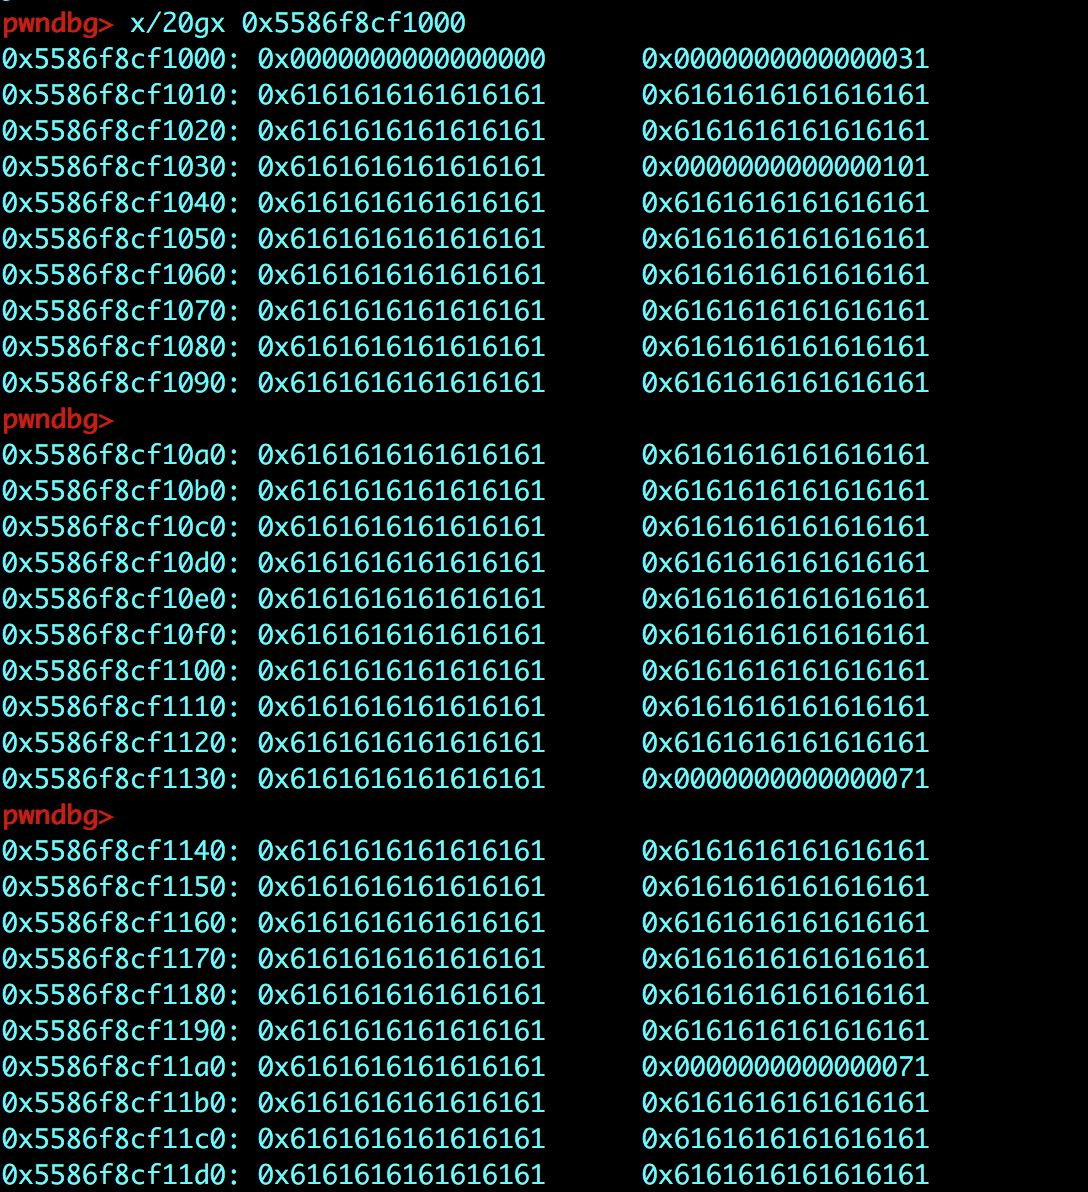 pwndbg> x/20gx 0x5586f8cf1000
0x5586f8cf1000: 0x0000000000000000 0x0000000000000031
0x5586f8cf1010: 0x6161616161616161 0x6161616161616161
0x5586f8cf1020: 0x6161616161616161 0x6161616161616161
0x5586f8cf1030: 0x6161616161616161 0x0000000000000101
0x5586f8cf1040: 0x6161616161616161 0x6161616161616161
0x5586f8cf1050: 0x6161616161616161 0x6161616161616161
0x5586f8cf1060: 0x6161616161616161 0x6161616161616161
0x5586f8cf1070: 0x6161616161616161 0x6161616161616161
0x5586f8cf1080: 0x6161616161616161 0x6161616161616161
0x5586f8cf1090: 0x6161616161616161 0x6161616161616161
pwndbg>
0x5586f8cf10a0: 0x6161616161616161 0x6161616161616161
0x5586f8cf10b0: 0x6161616161616161 0x6161616161616161
0x5586f8cf10c0: 0x6161616161616161 0x6161616161616161
0x5586f8cf10d0: 0x6161616161616161 0x6161616161616161
0x5586f8cf10e0: 0x6161616161616161 0x6161616161616161
0x5586f8cf10f0: 0x6161616161616161 0x6161616161616161
0x5586f8cf1100: 0x6161616161616161 0x6161616161616161
0x5586f8cf1110: 0x6161616161616161 0x6161616161616161
0x5586f8cf1120: 0x6161616161616161 0x6161616161616161
0x5586f8cf1130: 0x6161616161616161 0x0000000000000071
pwndbg>
0x5586f8cf1140: 0x6161616161616161 0x6161616161616161
0x5586f8cf1150: 0x6161616161616161 0x6161616161616161
0x5586f8cf1160: 0x6161616161616161 0x6161616161616161
0x5586f8cf1170: 0x6161616161616161 0x6161616161616161
0x5586f8cf1180: 0x6161616161616161 0x6161616161616161
0x5586f8cf1190: 0x6161616161616161 0x6161616161616161
0x5586f8cf11a0: 0x6161616161616161 0x0000000000000071
0x5586f8cf11b0: 0x6161616161616161 0x6161616161616161
0x5586f8cf11c0: 0x6161616161616161 0x6161616161616161
0x5586f8cf11d0: 0x6161616161616161 0x6161616161616161